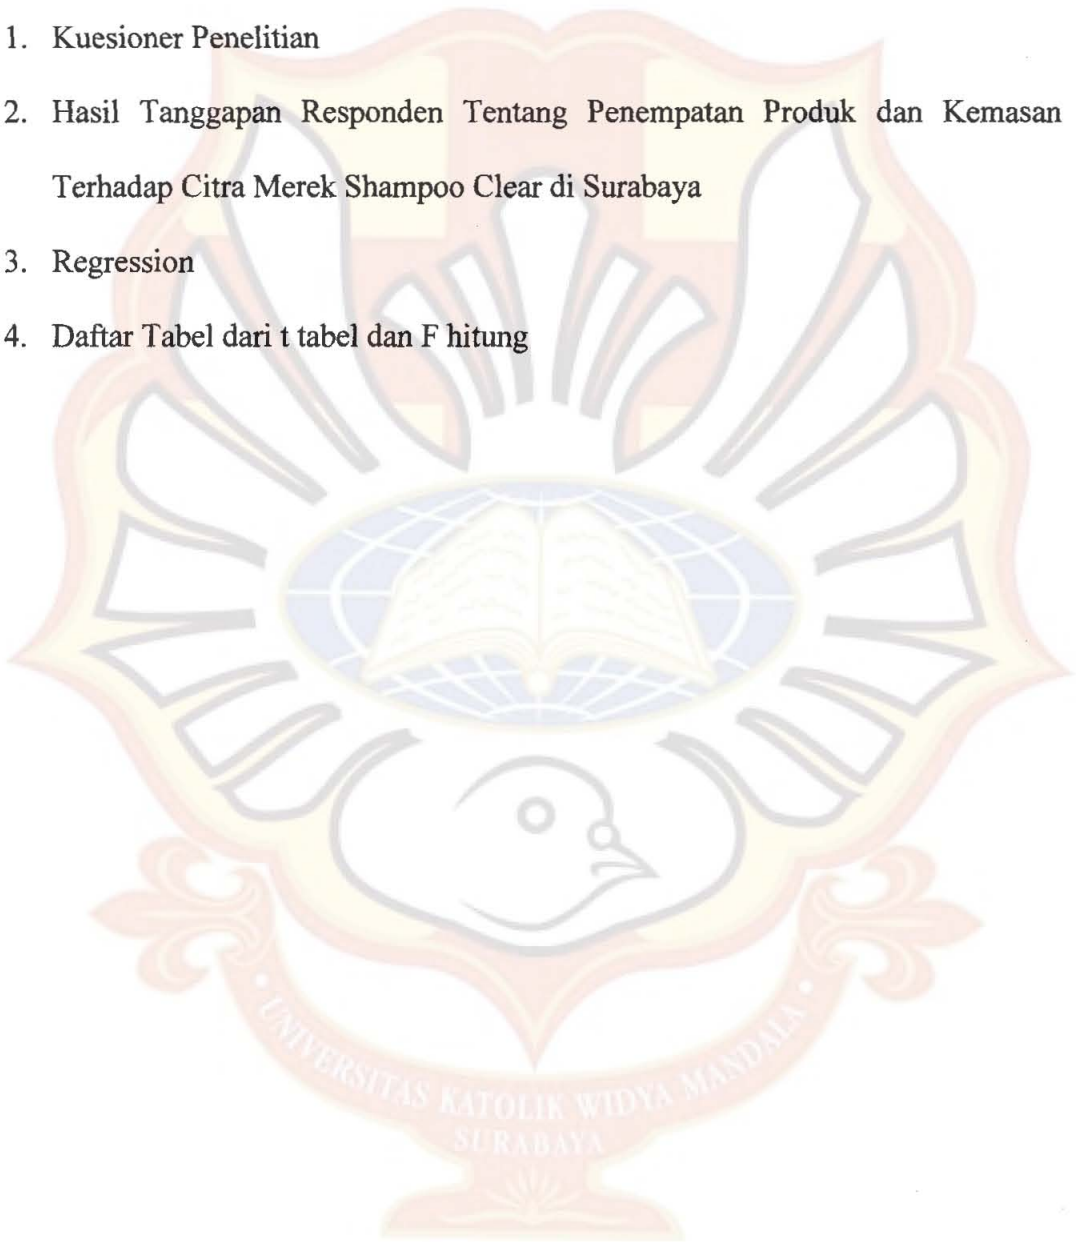 1. Kuesioner Penelitian
2. Hasil Tanggapan Responden Tentang Penempatan Produk dan Kemasan
Terhadap Citra Merek Shampoo Clear di Surabaya
3. Regression
4. Daftar Tabel dari t tabel dan F hitung
UNIVERSITAS KATOLIK WIDYA MANDALA
SURABAYA